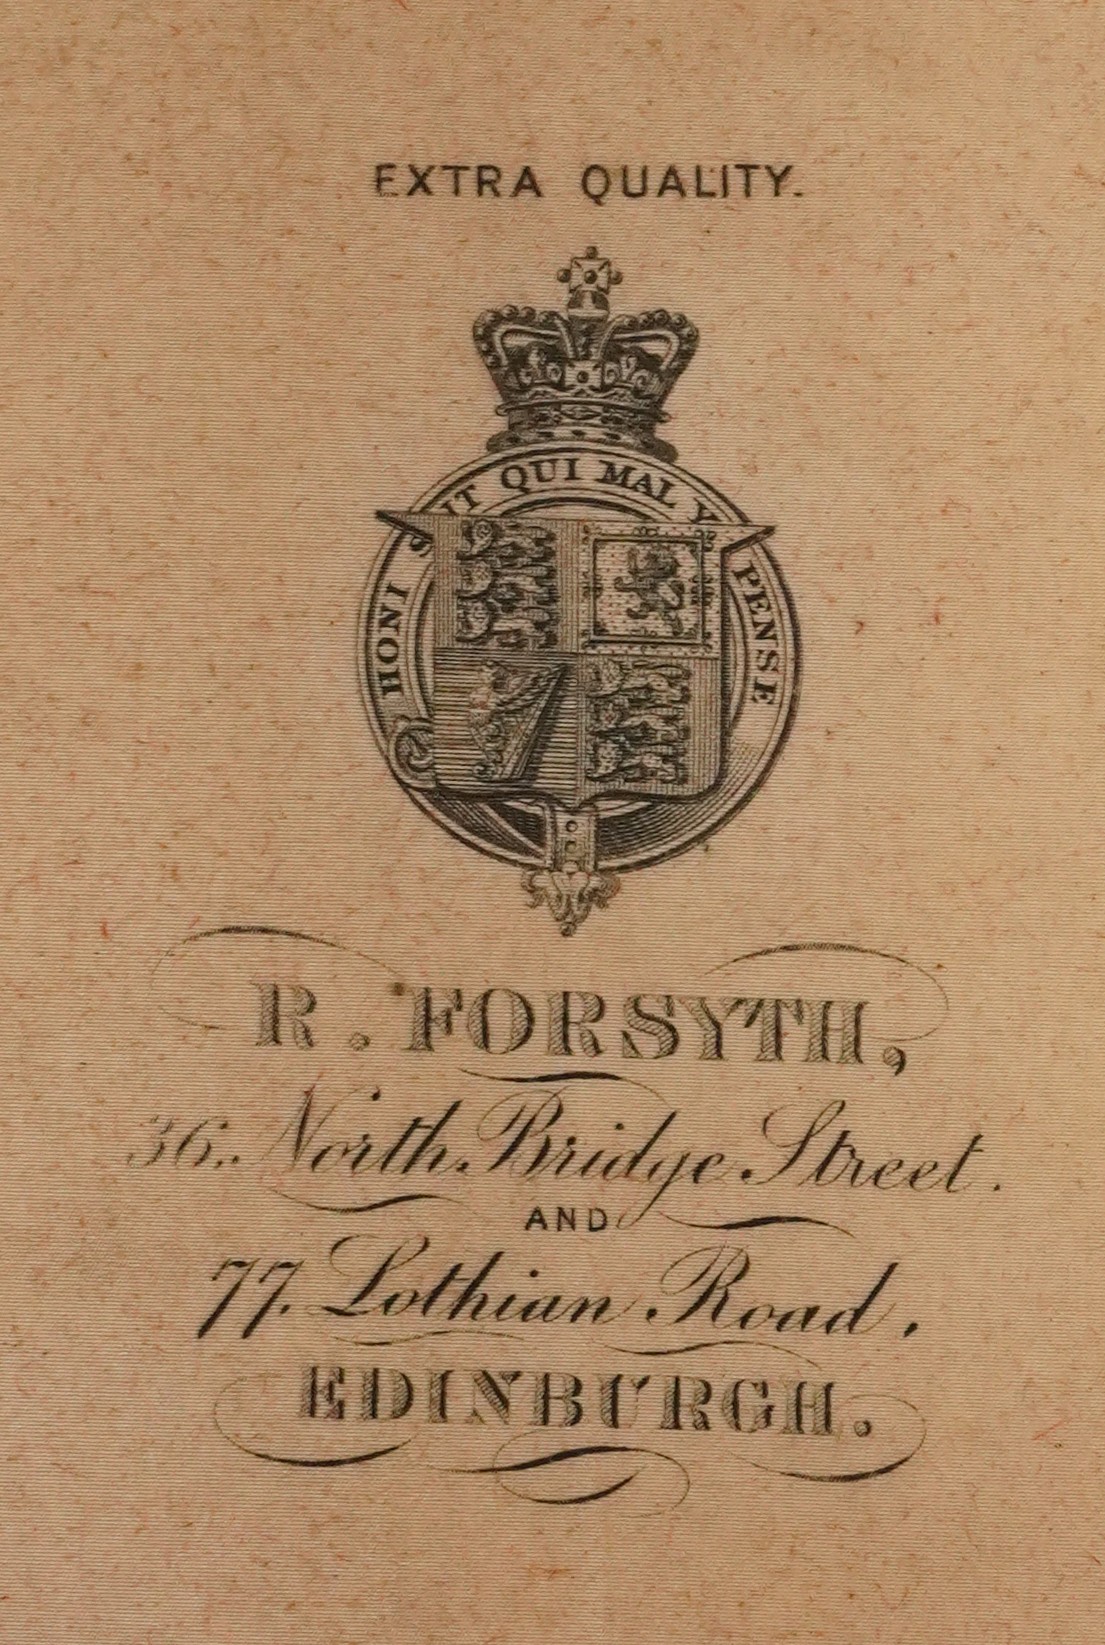 EXTRA QUALITY.
HONI SOIT QUI MAL Y PENSE
R. FORSYTH,
36. North Bridge Street.
AND
77. Lothian Road.
EDINBURGH.